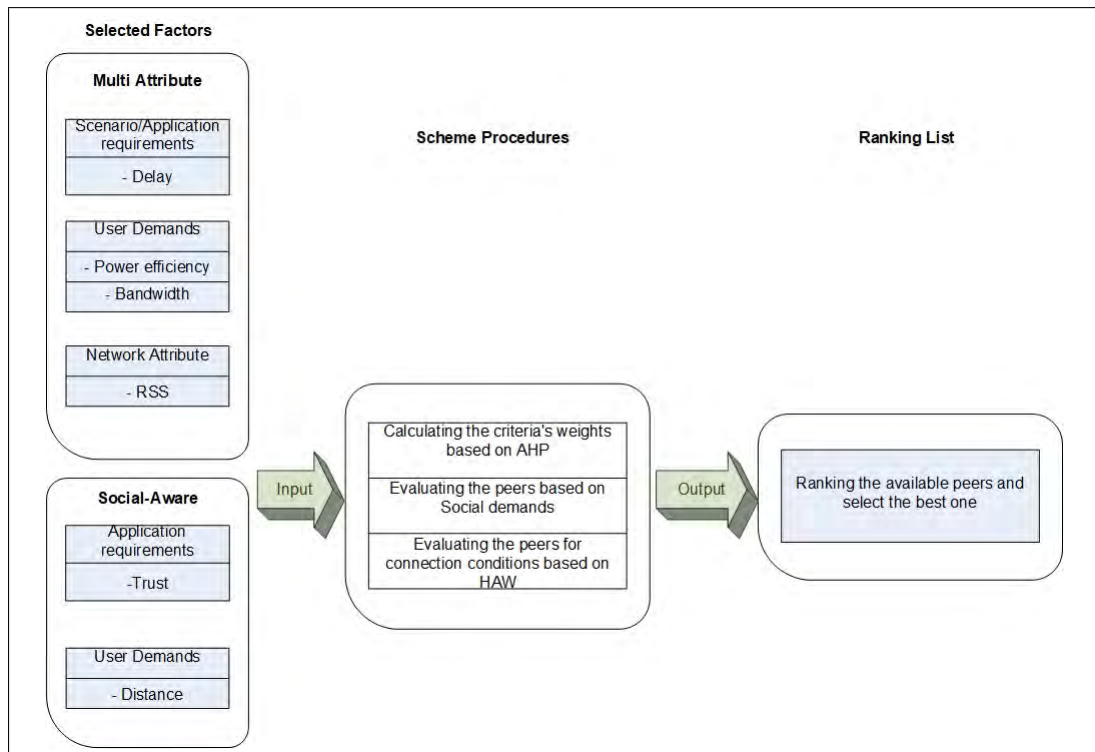 Selected Factors
Multi Attribute
Scenario/Application
requirements
- Delay
User Demands
- Power efficiency
- Bandwidth
Network Attribute
- RSS
Social-Aware
Application
requirements
-Trust
User Demands
- Distance
Input
Scheme Procedures
Calculating the criteria's weights
based on AHP
Evaluating the peers based on
Social demands
Evaluating the peers for
connection conditions based on
HAW
Output
Ranking List
Ranking the available peers and
select the best one